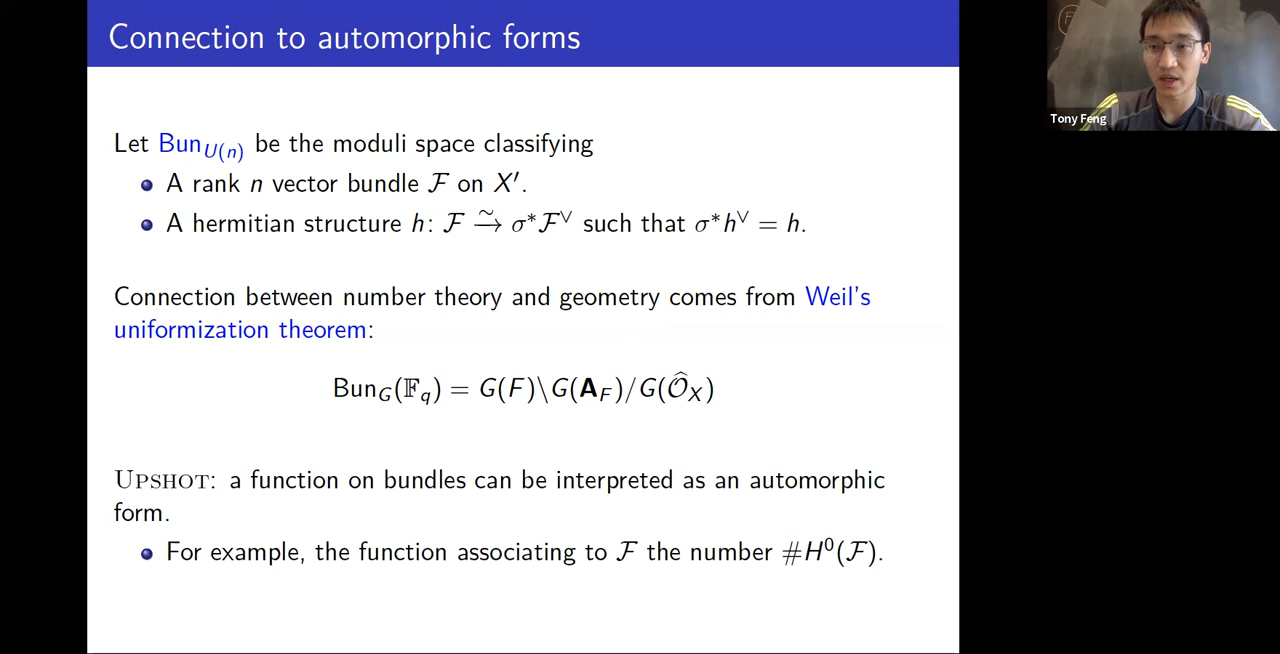 Connection to automorphic forms
Let Bun_{U(n)} be the moduli space classifying
A rank n vector bundle ℱ on X′.
A hermitian structure h: ℱ ⥲ σ*ℱ^∨ such that σ*h^∨ = h.
Connection between number theory and geometry comes from Weil's
uniformization theorem:
Bun_G(𝔽_q) = G(F)\G(𝐀_F)/G(𝒪̂_X)
UPSHOT: a function on bundles can be interpreted as an automorphic
form.
For example, the function associating to ℱ the number #H⁰(ℱ).
Tony Feng